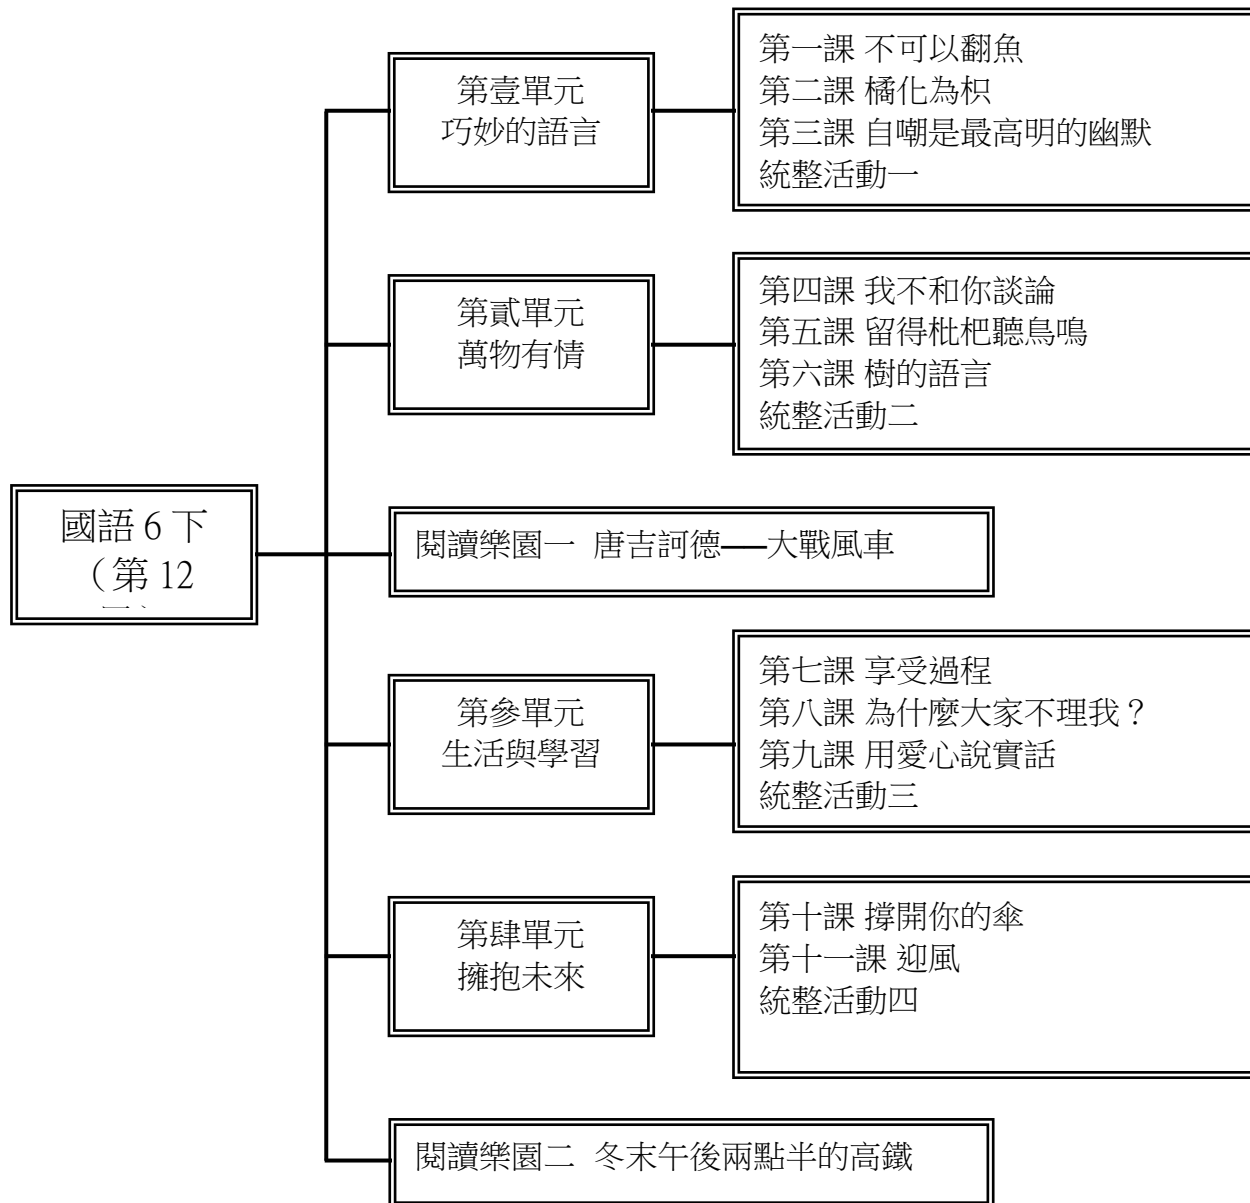 國語 6 下
（第 12
第壹單元
巧妙的語言
第一課 不可以翻魚
第二課 橘化為枳
第三課 自嘲是最高明的幽默
統整活動一
第貳單元
萬物有情
第四課 我不和你談論
第五課 留得枇杷聽鳥鳴
第六課 樹的語言
統整活動二
閱讀樂園一 唐吉訶德──大戰風車
第參單元
生活與學習
第七課 享受過程
第八課 為什麼大家不理我？
第九課 用愛心說實話
統整活動三
第肆單元
擁抱未來
第十課 撐開你的傘
第十一課 迎風
統整活動四
閱讀樂園二 冬末午後兩點半的高鐵